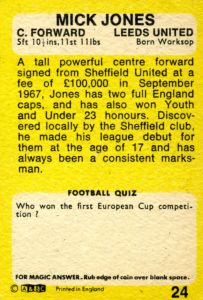 MICK JONES
C. FORWARD LEEDS UNITED
5ft 10½ins, 11st 11lbs Born Worksop
A tall powerful centre forward
signed from Sheffield United at a
fee of £100,000 in September
1967, Jones has two full England
caps, and has also won Youth
and Under 23 honours. Discov-
ered locally by the Sheffield club,
he made his league debut for
them at the age of 17 and has
always been a consistent marks-
man.
FOOTBALL QUIZ
Who won the first European Cup competi-
tion ?
FOR MAGIC ANSWER. Rub edge of coin over blank space.
© A&BC Printed in England 24